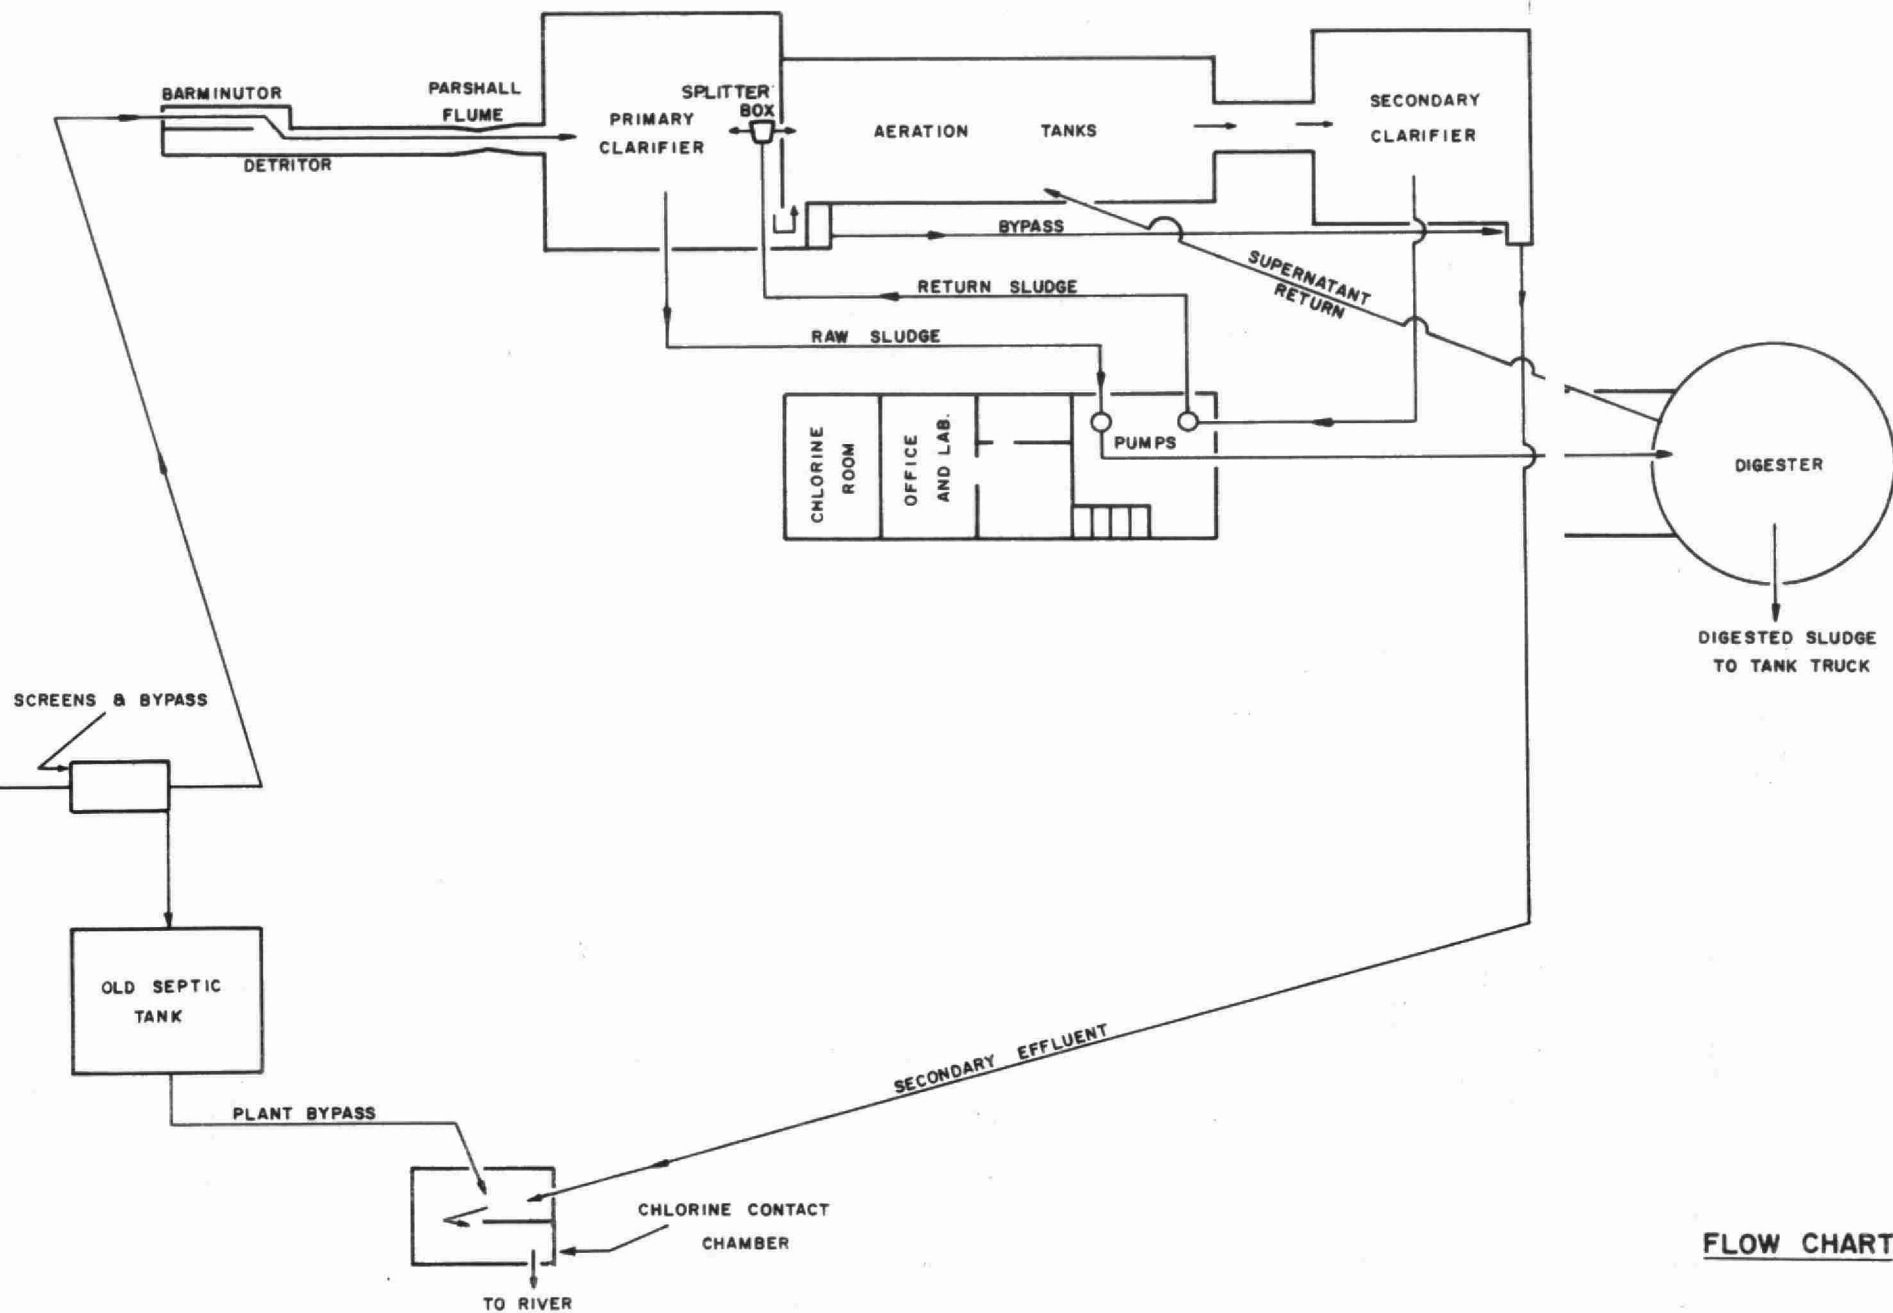 BARMINUTOR
PARSHALL
FLUME
DETRITOR
PRIMARY
CLARIFIER
SPLITTER
BOX
AERATION TANKS
SECONDARY
CLARIFIER
BYPASS
SUPERNATANT
RETURN
RETURN SLUDGE
RAW SLUDGE
CHLORINE
ROOM
OFFICE
AND LAB.
PUMPS
DIGESTER
DIGESTED SLUDGE
TO TANK TRUCK
SCREENS & BYPASS
OLD SEPTIC
TANK
PLANT BYPASS
SECONDARY EFFLUENT
CHLORINE CONTACT
CHAMBER
TO RIVER
FLOW CHART